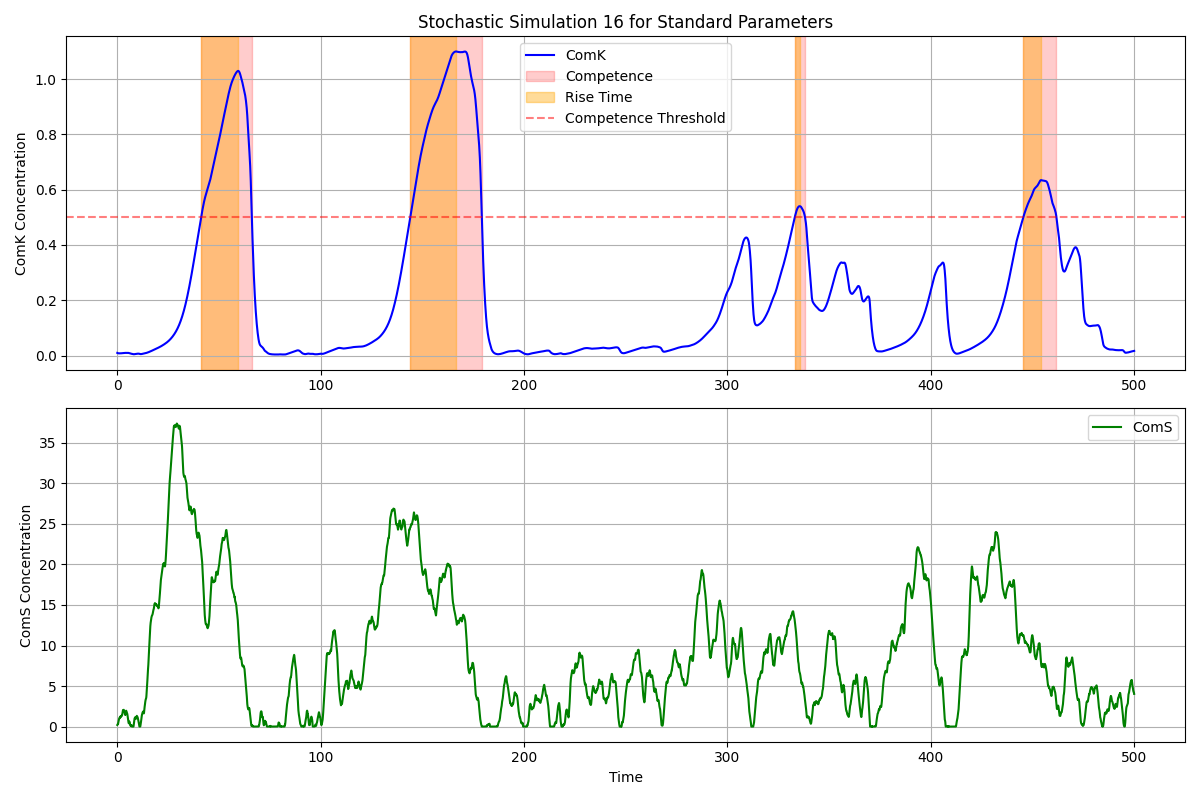 Stochastic Simulation 16 for Standard Parameters
ComK Concentration
1.0
0.8
0.6
0.4
0.2
0.0
ComK
Competence
Rise Time
Competence Threshold
0 100 200 300 400 500
ComS Concentration
35
30
25
20
15
10
5
0
ComS
0 100 200 300 400 500
Time